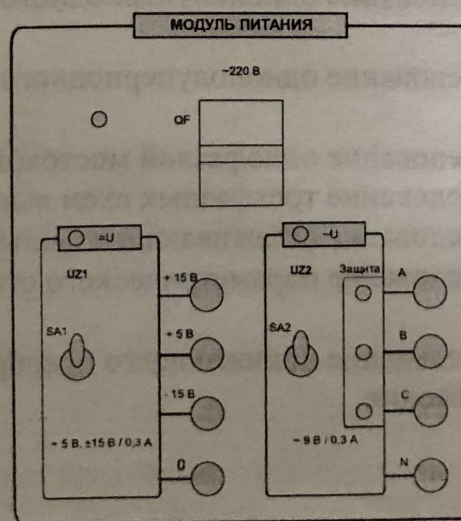 МОДУЛЬ ПИТАНИЯ
~220 В
QF
=U
UZ1
+ 15 В
SA1
+ 5 В
- 15 В
+ 5 В, ±15 В / 0,3 А
0
~U
UZ2
Защита
A
SA2
B
C
~ 9 В / 0.3 А
N